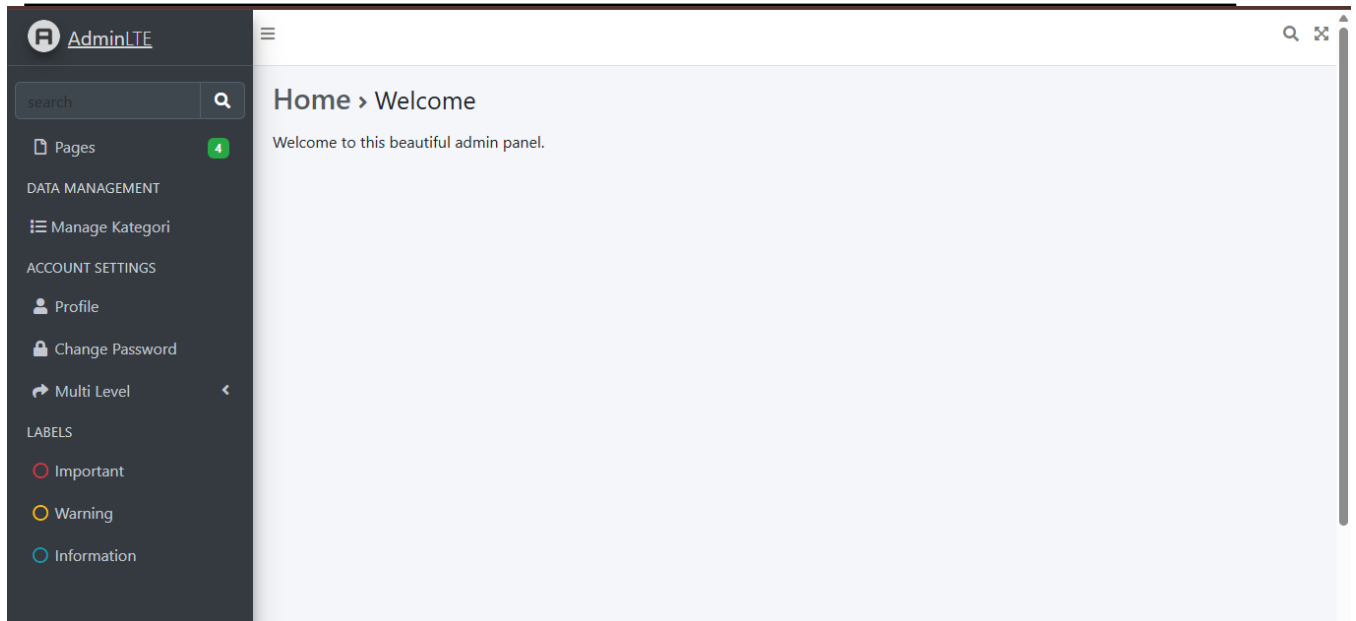 AdminLTE
search
Pages 4
DATA MANAGEMENT
Manage Kategori
ACCOUNT SETTINGS
Profile
Change Password
Multi Level
LABELS
Important
Warning
Information
Home › Welcome
Welcome to this beautiful admin panel.